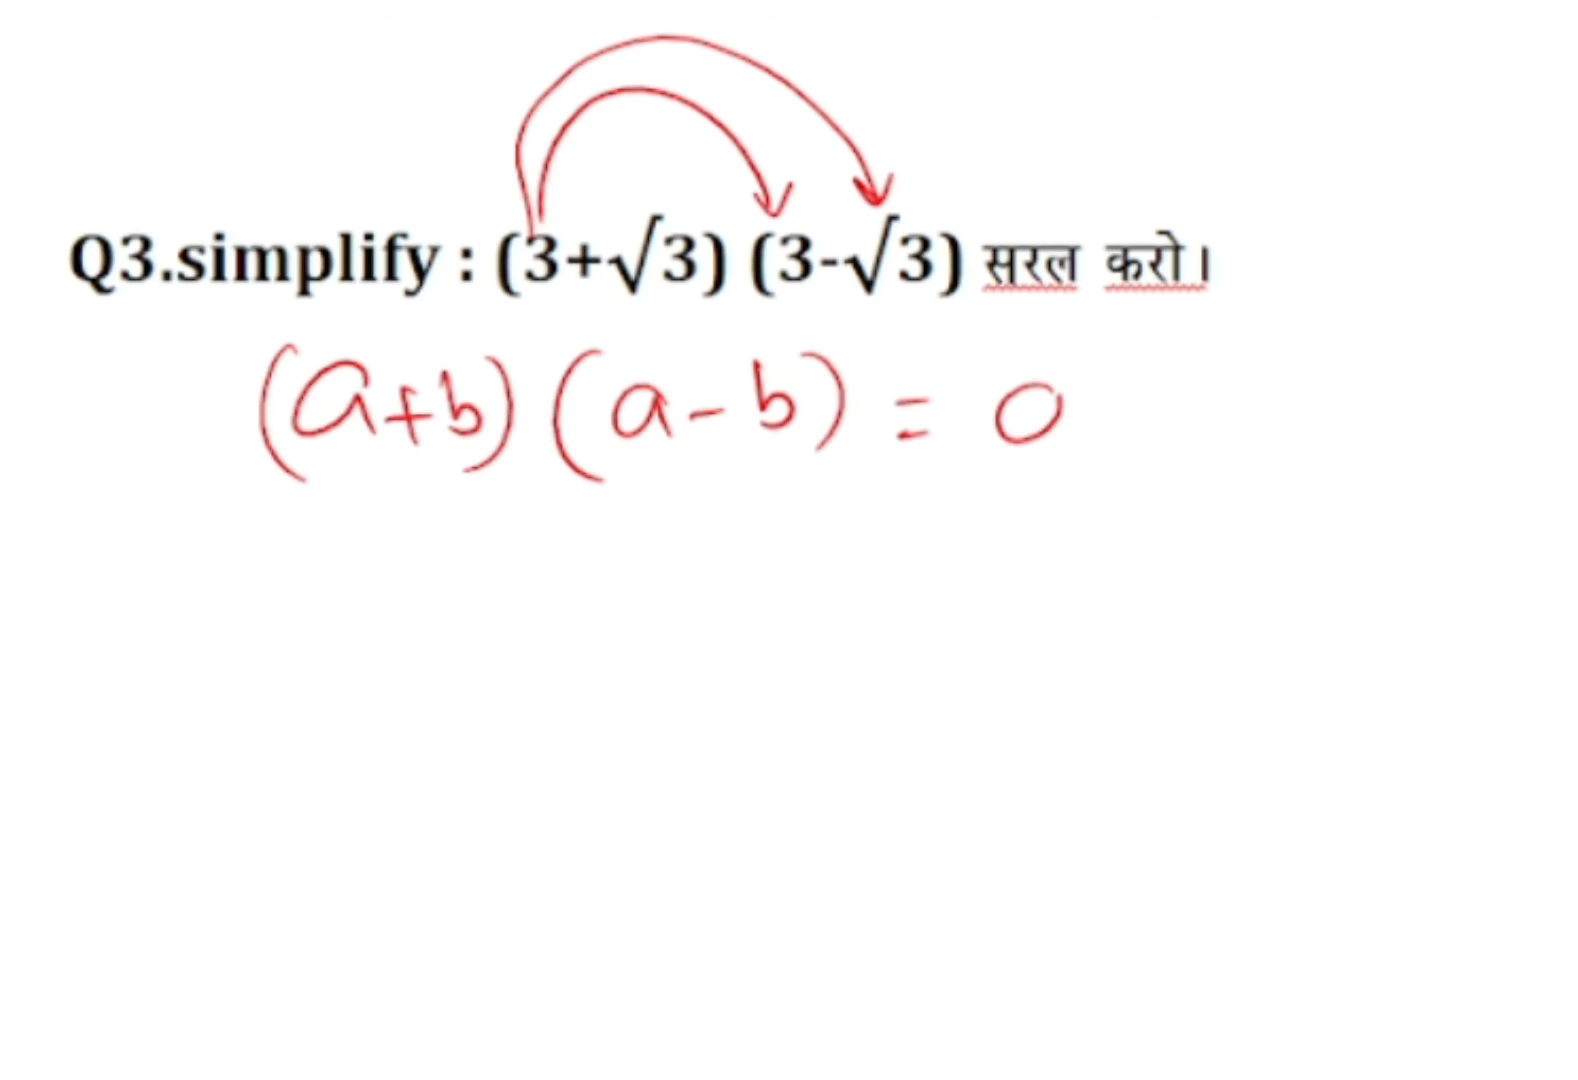 Q3.simplify : (3+√3) (3-√3) सरल करो।
(a+b) (a-b) = 0